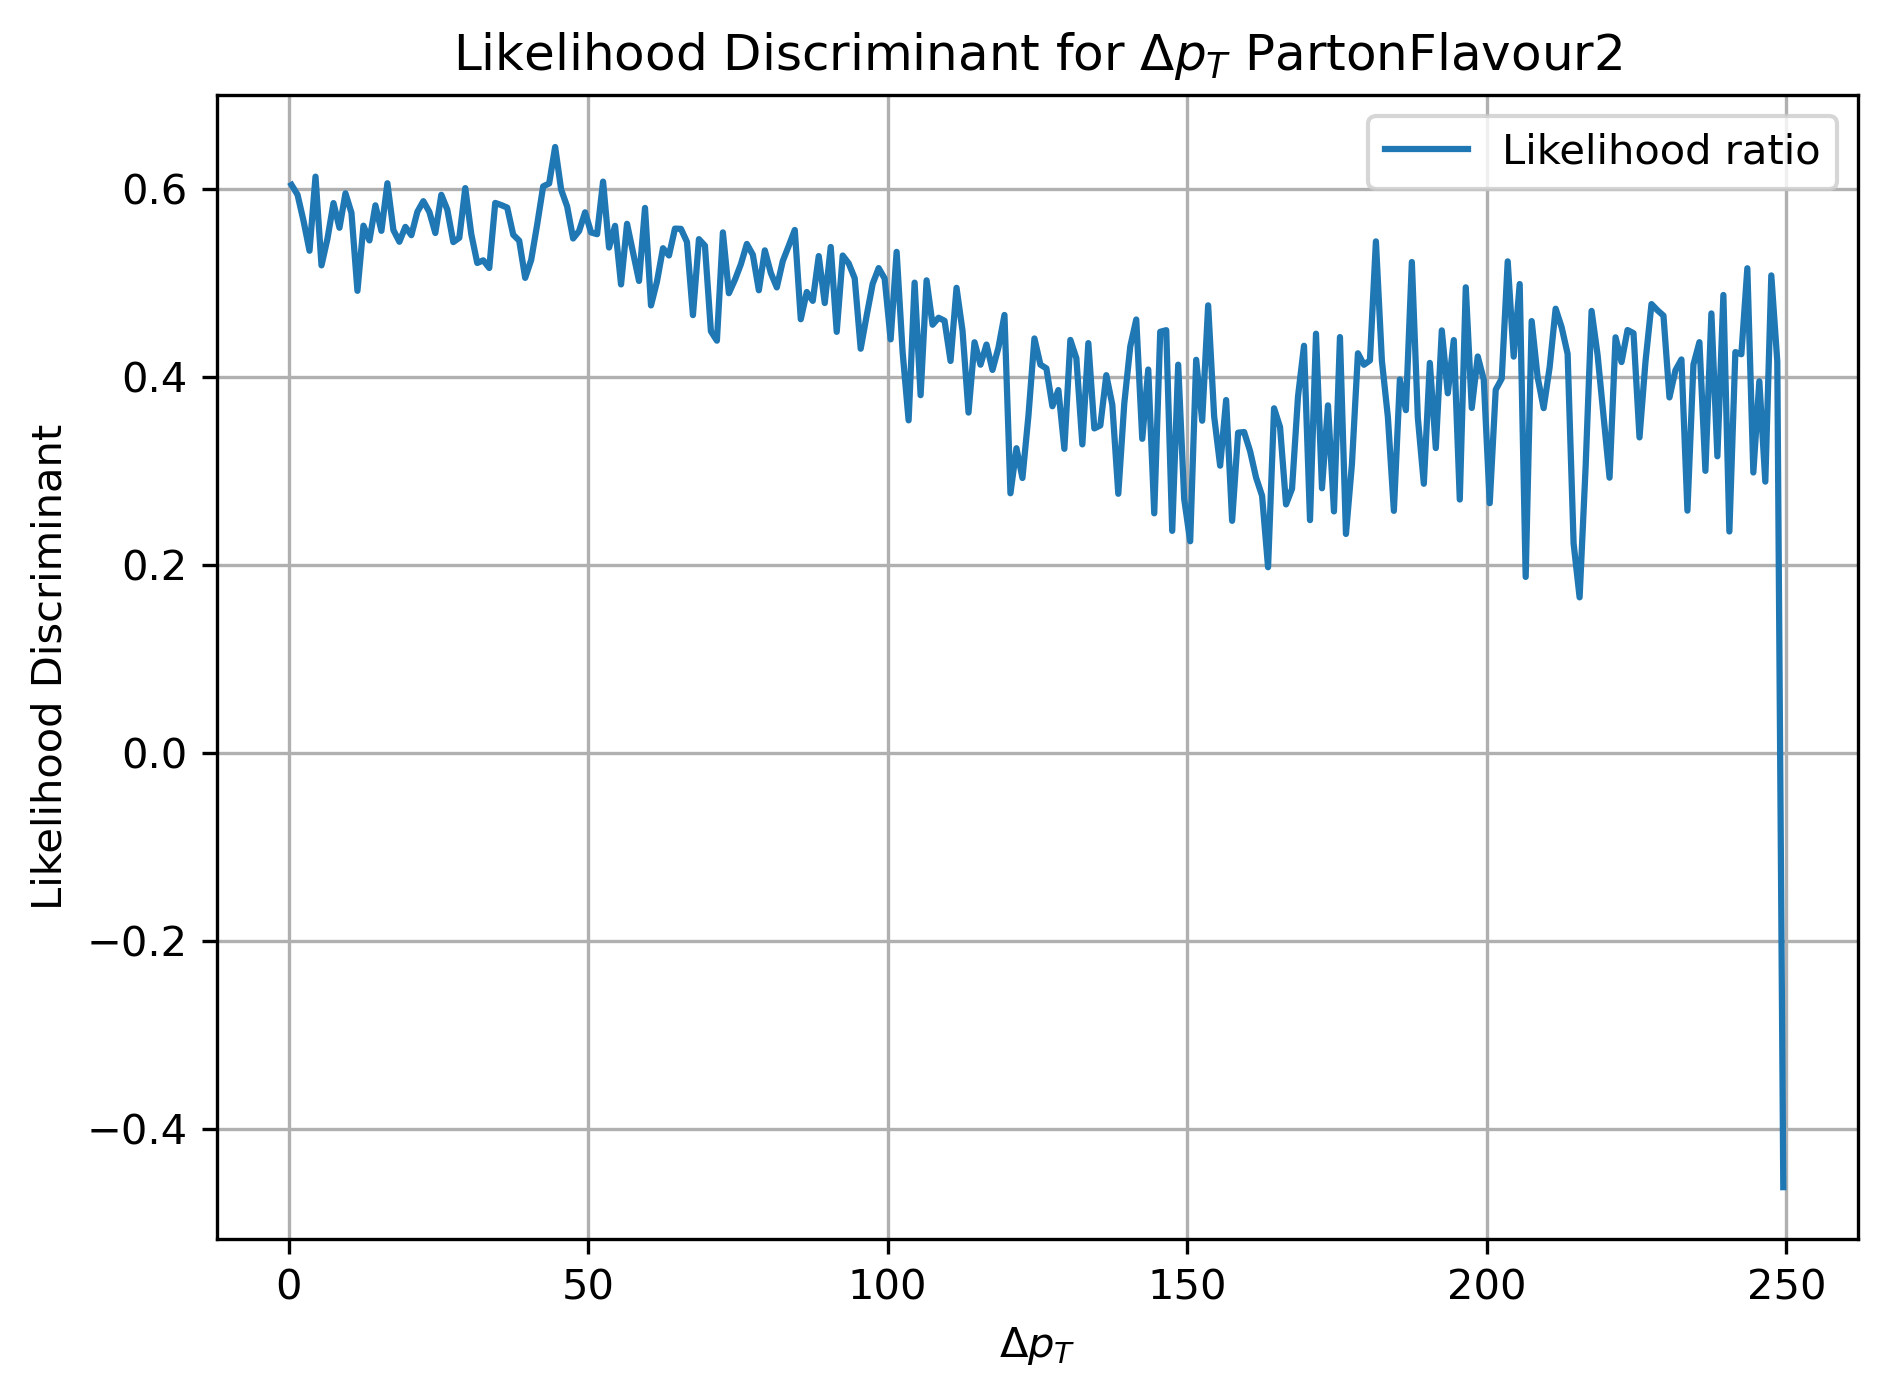 Likelihood Discriminant for Δp_T PartonFlavour2
Likelihood ratio
Likelihood Discriminant
0.6
0.4
0.2
0.0
−0.2
−0.4
0 50 100 150 200 250
Δp_T